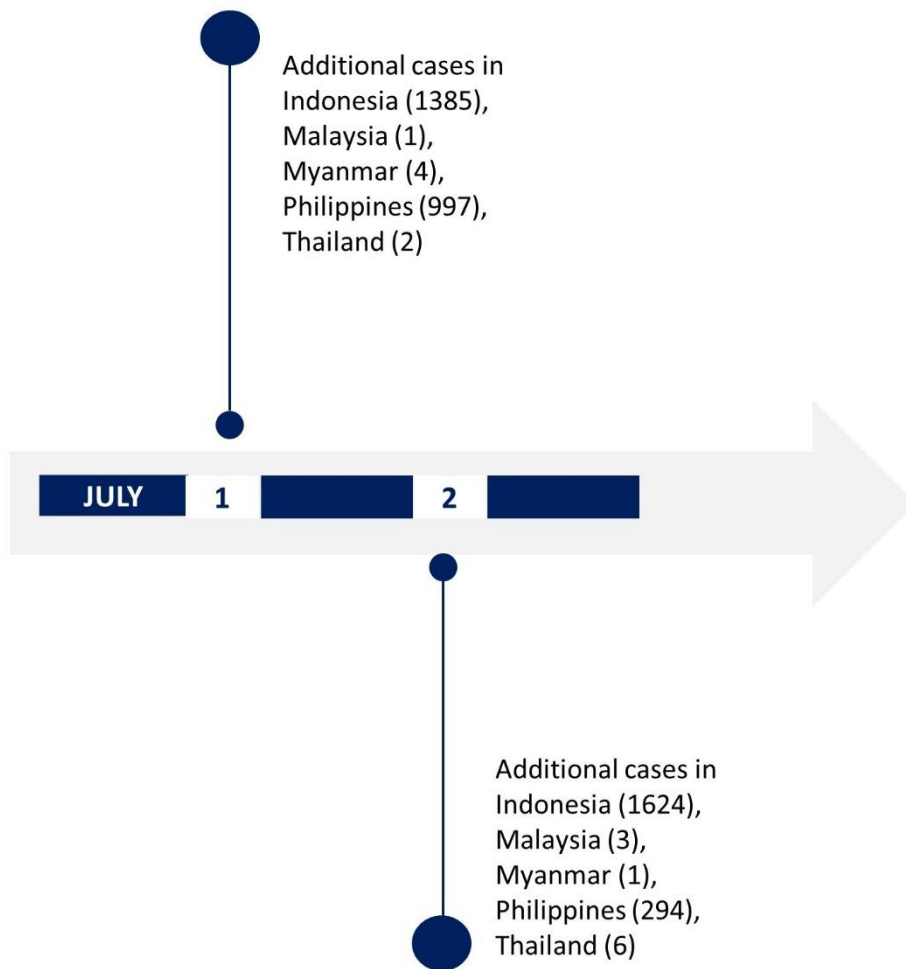 Additional cases in
Indonesia (1385),
Malaysia (1),
Myanmar (4),
Philippines (997),
Thailand (2)
JULY 1 2
Additional cases in
Indonesia (1624),
Malaysia (3),
Myanmar (1),
Philippines (294),
Thailand (6)